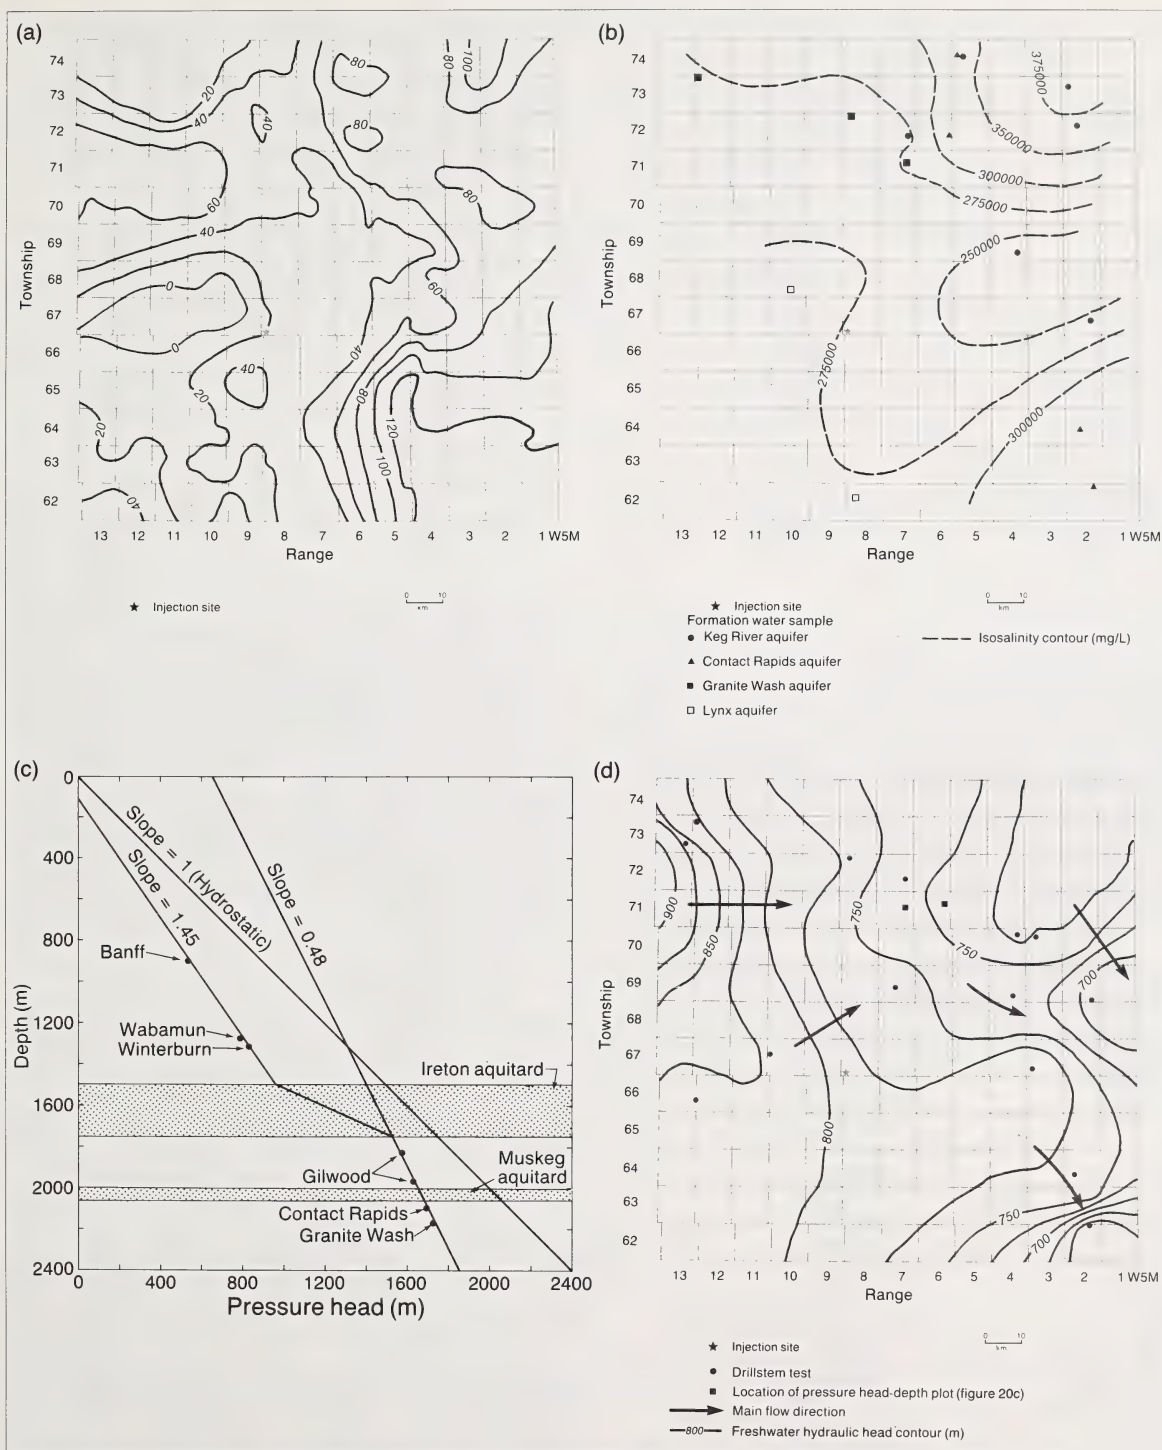 (a)
74
73
72
71
70
69
68
67
66
65
64
63
62
Township
20
40
40
60
40
0
0
20
40
20
40
80
80
80
100
80
60
40
80
120
100
13 12 11 10 9 8 7 6 5 4 3 2 1 W5M
Range
★ Injection site
0 10
km
(b)
74
73
72
71
70
69
68
67
66
65
64
63
62
Township
375000
350000
300000
275000
250000
275000
300000
13 12 11 10 9 8 7 6 5 4 3 2 1 W5M
Range
0 10
km
★ Injection site
Formation water sample
● Keg River aquifer
▲ Contact Rapids aquifer
■ Granite Wash aquifer
□ Lynx aquifer
Isosalinity contour (mg/L)
(c)
0
400
800
1200
1600
2000
2400
Depth (m)
Slope = 1 (Hydrostatic)
Slope = 1.45
Slope = 0.48
Banff
Wabamun
Winterburn
Ireton aquitard
Gilwood
Muskeg
aquitard
Contact Rapids
Granite Wash
0 400 800 1200 1600 2000 2400
Pressure head (m)
(d)
74
73
72
71
70
69
68
67
66
65
64
63
62
Township
900
850
750
750
700
800
750
700
13 12 11 10 9 8 7 6 5 4 3 2 1 W5M
Range
0 10
km
★ Injection site
● Drillstem test
■ Location of pressure head-depth plot (figure 20c)
Main flow direction
800 Freshwater hydraulic head contour (m)